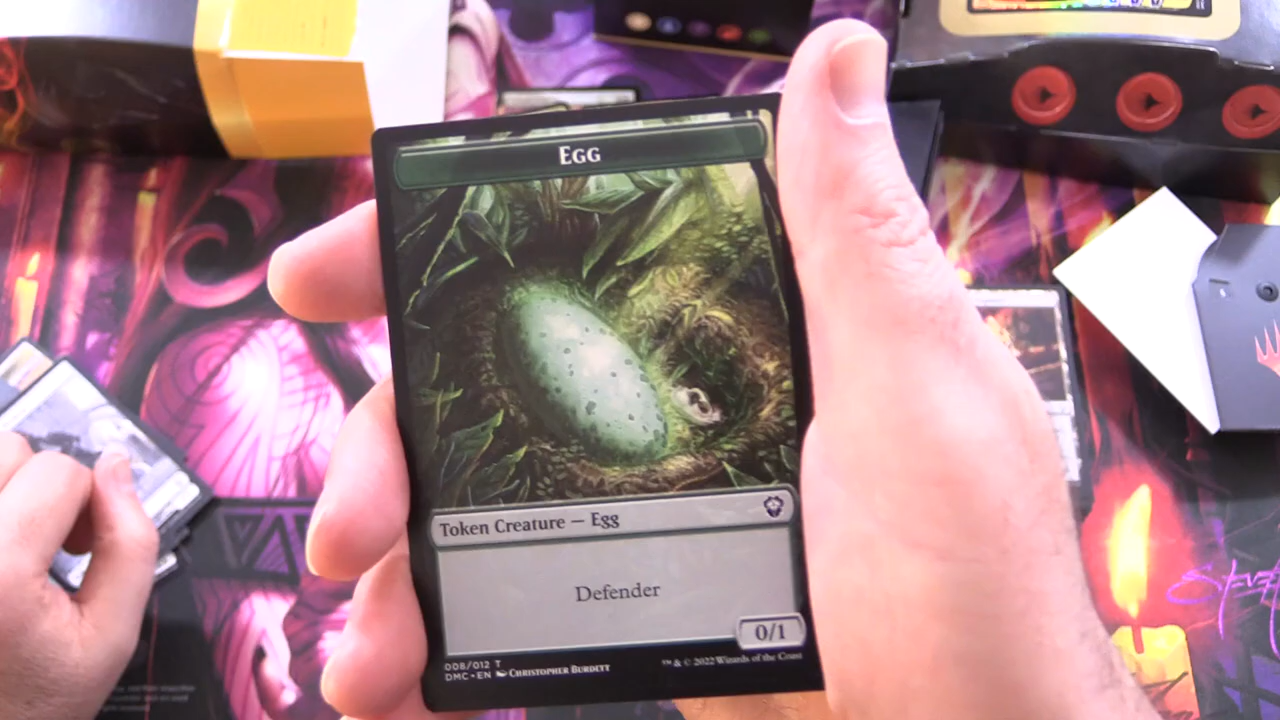 Egg
Token Creature — Egg
Defender
0/1
008/012 T
DMC • EN Christopher Burdett
™ & © 2022 Wizards of the Coast